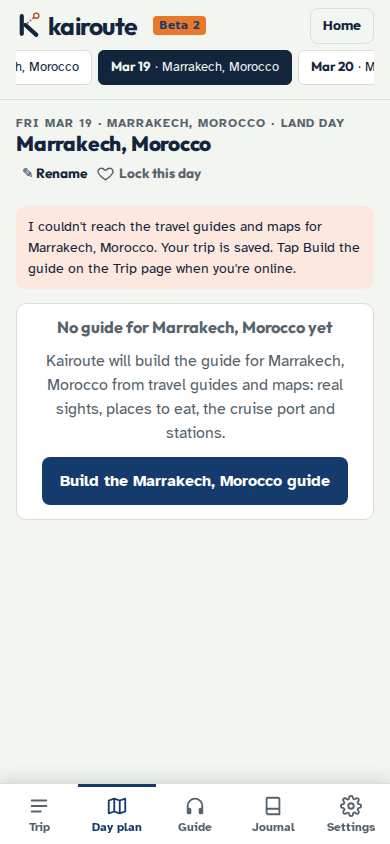 kairoute Beta 2 Home
h, Morocco Mar 19 · Marrakech, Morocco Mar 20 · M
FRI MAR 19 · MARRAKECH, MOROCCO · LAND DAY
Marrakech, Morocco
✎ Rename Lock this day
I couldn't reach the travel guides and maps for
Marrakech, Morocco. Your trip is saved. Tap Build the
guide on the Trip page when you're online.
No guide for Marrakech, Morocco yet
Kairoute will build the guide for Marrakech,
Morocco from travel guides and maps: real
sights, places to eat, the cruise port and
stations.
Build the Marrakech, Morocco guide
Trip Day plan Guide Journal Settings